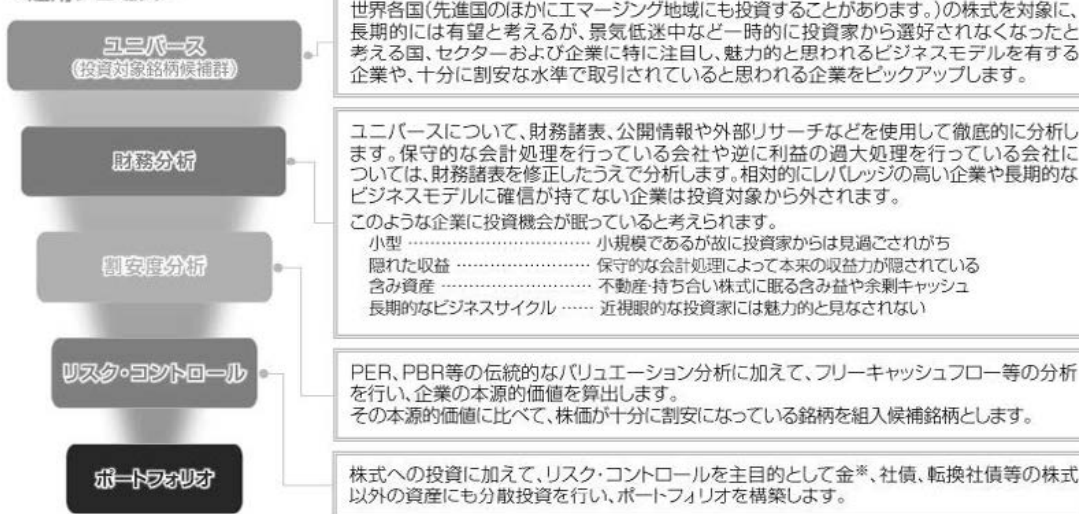 世界各国(先進国のほかにエマージング地域にも投資することがあります。)の株式を対象に、
長期的には有望と考えるが、景気低迷中など一時的に投資家から選好されなくなったと
考える国、セクターおよび企業に特に注目し、魅力的と思われるビジネスモデルを有する
企業や、十分に割安な水準で取引されていると思われる企業をピックアップします。
ユニバース
(投資対象銘柄候補群)
財務分析
ユニバースについて、財務諸表、公開情報や外部リサーチなどを使用して徹底的に分析し
ます。保守的な会計処理を行っている会社や逆に利益の過大処理を行っている会社に
ついては、財務諸表を修正したうえで分析します。相対的にレバレッジの高い企業や長期的な
ビジネスモデルに確信が持てない企業は投資対象から外されます。
このような企業に投資機会が眠っていると考えられます。
小型 ………………………… 小規模であるが故に投資家からは見過ごされがち
隠れた収益 ………………… 保守的な会計処理によって本来の収益力が隠されている
含み資産 …………………… 不動産・持ち合い株式に眠る含み益や余剰キャッシュ
長期的なビジネスサイクル …… 近視眼的な投資家には魅力的と見なされない
割安度分析
リスク・コントロール
PER、PBR等の伝統的なバリュエーション分析に加えて、フリーキャッシュフロー等の分析
を行い、企業の本源的価値を算出します。
その本源的価値に比べて、株価が十分に割安になっている銘柄を組入候補銘柄とします。
ポートフォリオ
株式への投資に加えて、リスク・コントロールを主目的として金※、社債、転換社債等の株式
以外の資産にも分散投資を行い、ポートフォリオを構築します。